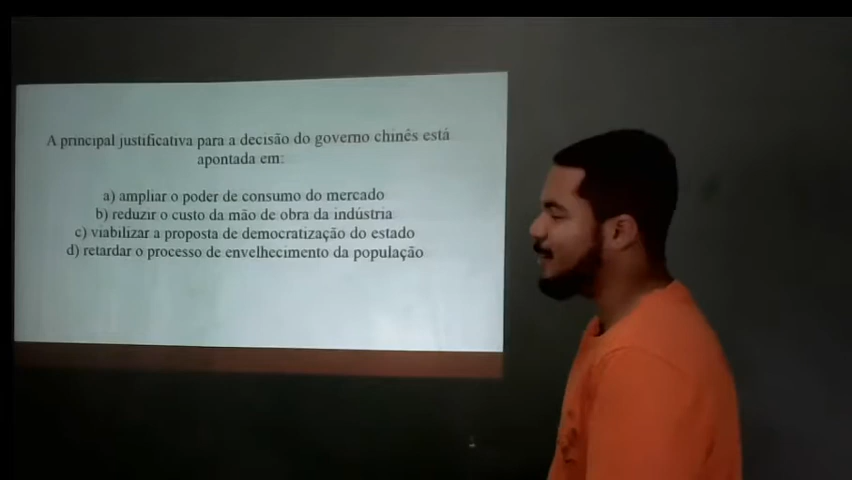 A principal justificativa para a decisão do governo chinês está
apontada em:
a) ampliar o poder de consumo do mercado
b) reduzir o custo da mão de obra da indústria
c) viabilizar a proposta de democratização do estado
d) retardar o processo de envelhecimento da população